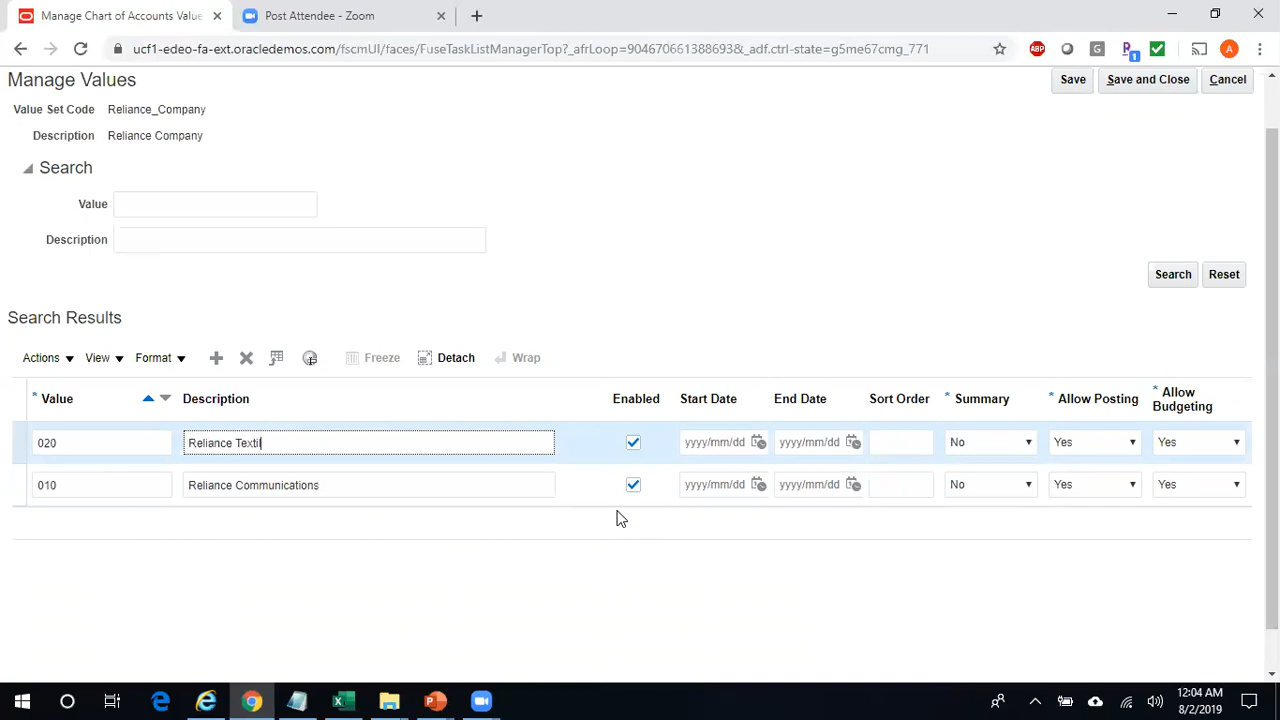 Manage Chart of Accounts Value
Post Attendee - Zoom
ucf1-edeo-fa-ext.oracledemos.com/fscmUI/faces/FuseTaskListManagerTop?_afrLoop=904670661388693&_adf.ctrl-state=g5me67cmg_771
ABP
G
1
A
Manage Values
Save
Save and Close
Cancel
Value Set Code Reliance_Company
Description Reliance Company
Search
Value
Description
Search
Reset
Search Results
Actions
View
Format
Freeze
Detach
Wrap
* Value Description Enabled Start Date End Date Sort Order * Summary * Allow Posting * Allow Budgeting
020 Reliance Textil yyyy/mm/dd yyyy/mm/dd No Yes Yes
010 Reliance Communications yyyy/mm/dd yyyy/mm/dd No Yes Yes
12:04 AM
8/2/2019